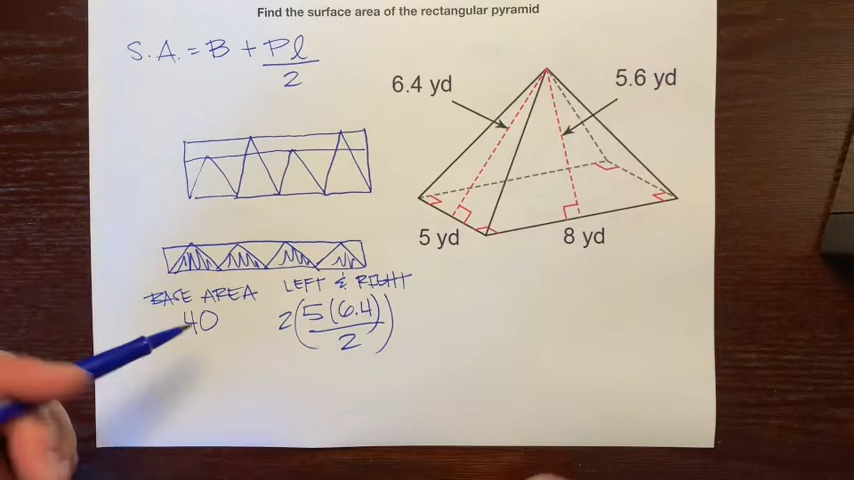 Find the surface area of the rectangular pyramid
S.A. = B + Pl
2
6.4 yd
5.6 yd
5 yd
8 yd
BASE AREA
LEFT & RIGHT
40
2(5(6.4)
2)